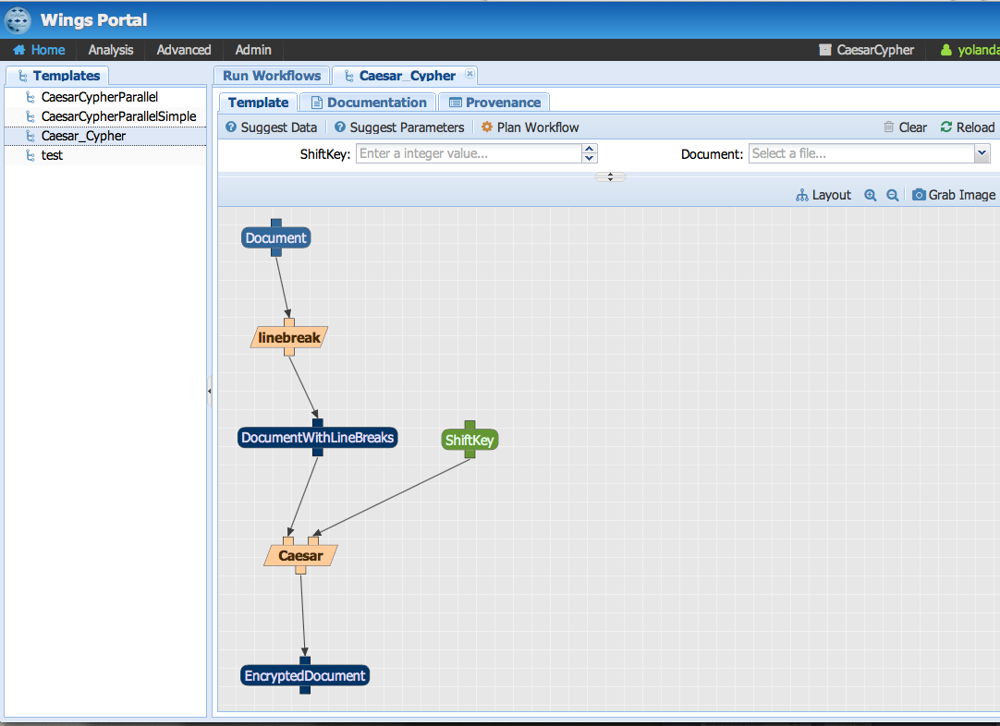 Wings Portal
Home Analysis Advanced Admin CaesarCypher yolanda
Templates
CaesarCypherParallel
CaesarCypherParallelSimple
Caesar_Cypher
test
Run Workflows Caesar_Cypher
Template Documentation Provenance
Suggest Data Suggest Parameters Plan Workflow Clear Reload
ShiftKey: Enter a integer value... Document: Select a file...
Layout Grab Image
Document
linebreak
DocumentWithLineBreaks
ShiftKey
Caesar
EncryptedDocument